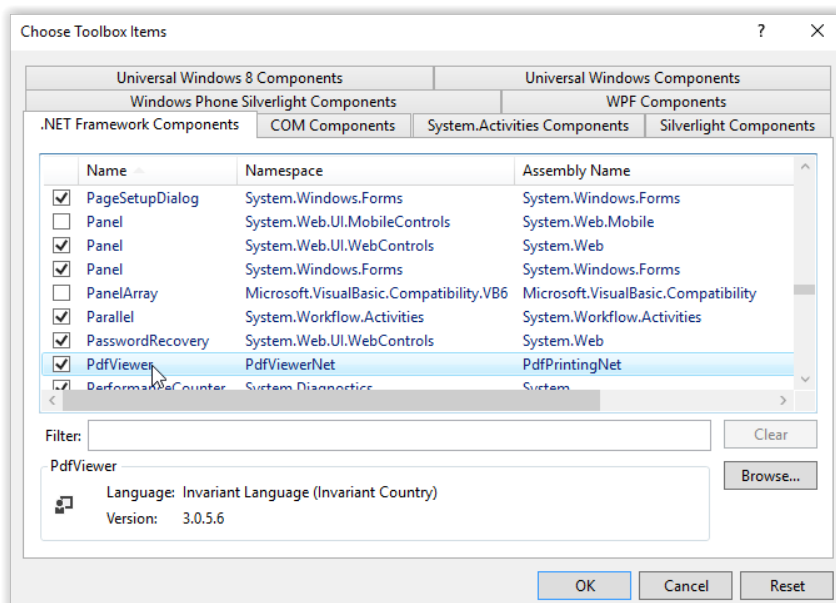 Choose Toolbox Items ?
Universal Windows 8 Components Universal Windows Components
Windows Phone Silverlight Components WPF Components
.NET Framework Components COM Components System.Activities Components Silverlight Components
Name Namespace Assembly Name
PageSetupDialog System.Windows.Forms System.Windows.Forms
Panel System.Web.UI.MobileControls System.Web.Mobile
Panel System.Web.UI.WebControls System.Web
Panel System.Windows.Forms System.Windows.Forms
PanelArray Microsoft.VisualBasic.Compatibility.VB6 Microsoft.VisualBasic.Compatibility
Parallel System.Workflow.Activities System.Workflow.Activities
PasswordRecovery System.Web.UI.WebControls System.Web
PdfViewer PdfViewerNet PdfPrintingNet
PerformanceCounter System.Diagnostics System
Filter: Clear
PdfViewer
Browse...
Language: Invariant Language (Invariant Country)
Version: 3.0.5.6
OK Cancel Reset